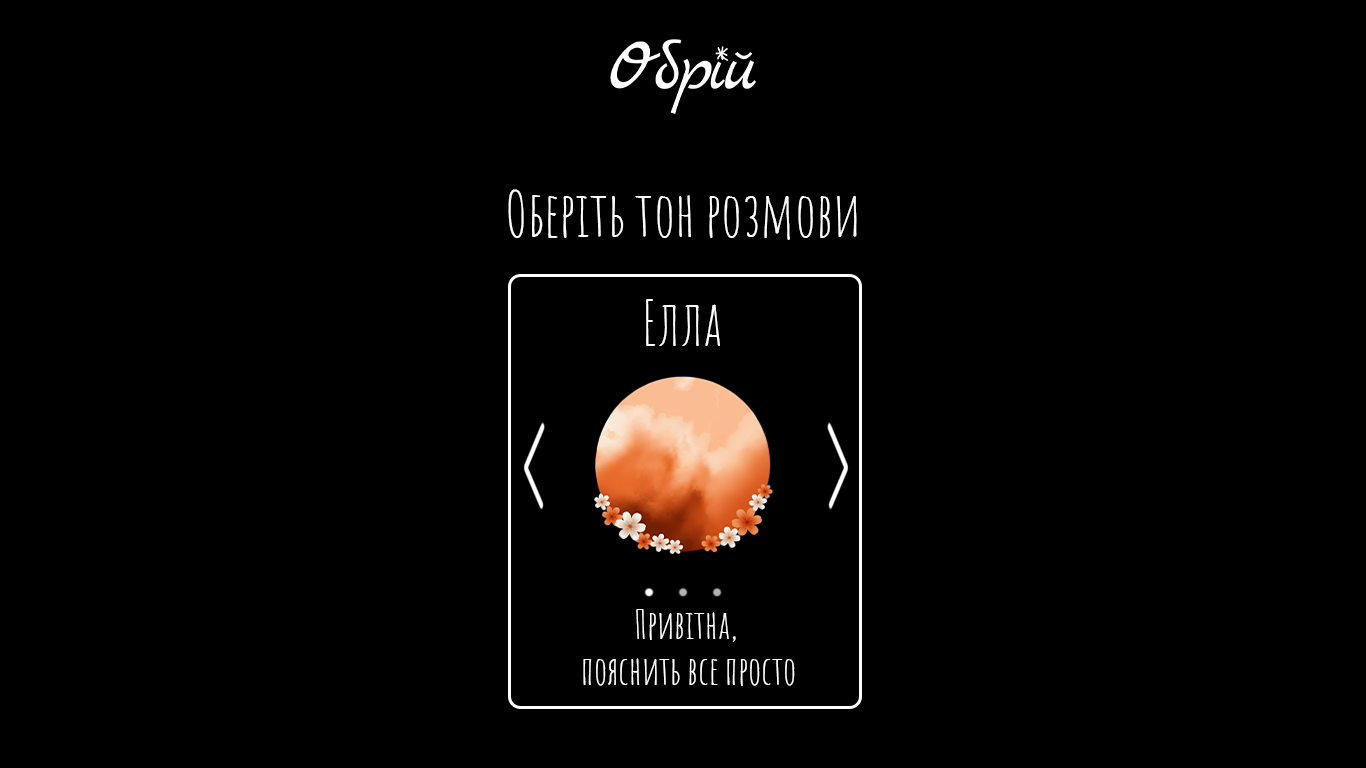 Обрій
Оберіть тон розмови
Елла
Привітна,
пояснить все просто